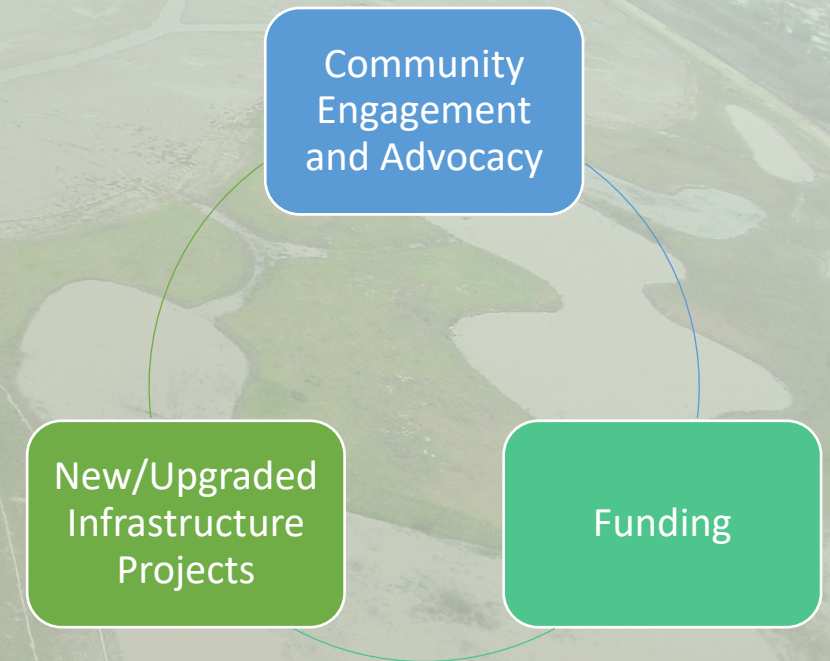 Community
Engagement
and Advocacy
New/Upgraded
Infrastructure
Projects
Funding